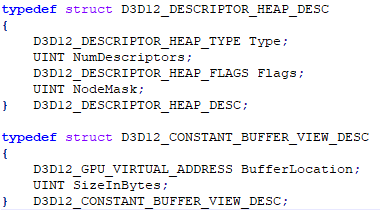 typedef struct D3D12_DESCRIPTOR_HEAP_DESC
{
    D3D12_DESCRIPTOR_HEAP_TYPE Type;
    UINT NumDescriptors;
    D3D12_DESCRIPTOR_HEAP_FLAGS Flags;
    UINT NodeMask;
}   D3D12_DESCRIPTOR_HEAP_DESC;

typedef struct D3D12_CONSTANT_BUFFER_VIEW_DESC
{
    D3D12_GPU_VIRTUAL_ADDRESS BufferLocation;
    UINT SizeInBytes;
}   D3D12_CONSTANT_BUFFER_VIEW_DESC;